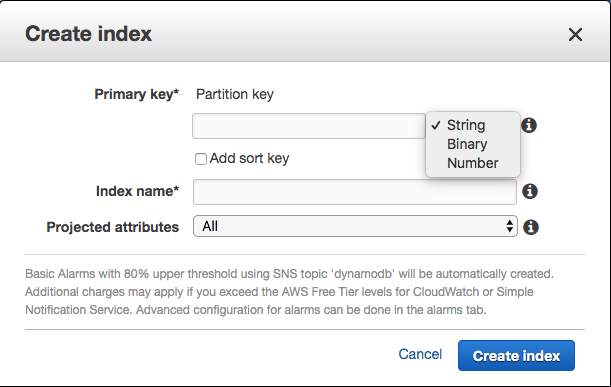 Create index
Primary key* Partition key
✓ String
Binary
Number
Add sort key
Index name*
Projected attributes All
Basic Alarms with 80% upper threshold using SNS topic 'dynamodb' will be automatically created.
Additional charges may apply if you exceed the AWS Free Tier levels for CloudWatch or Simple
Notification Service. Advanced configuration for alarms can be done in the alarms tab.
Cancel Create index